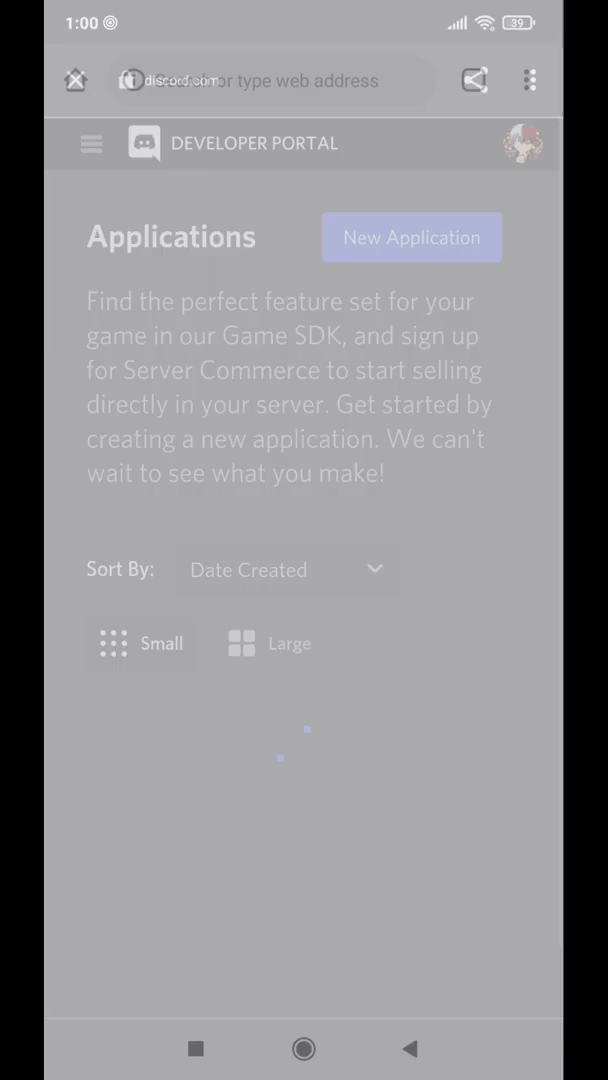 1:00
39
discord.com
Search or type web address
DEVELOPER PORTAL
Applications
New Application
Find the perfect feature set for your
game in our Game SDK, and sign up
for Server Commerce to start selling
directly in your server. Get started by
creating a new application. We can't
wait to see what you make!
Sort By:
Date Created
Small
Large